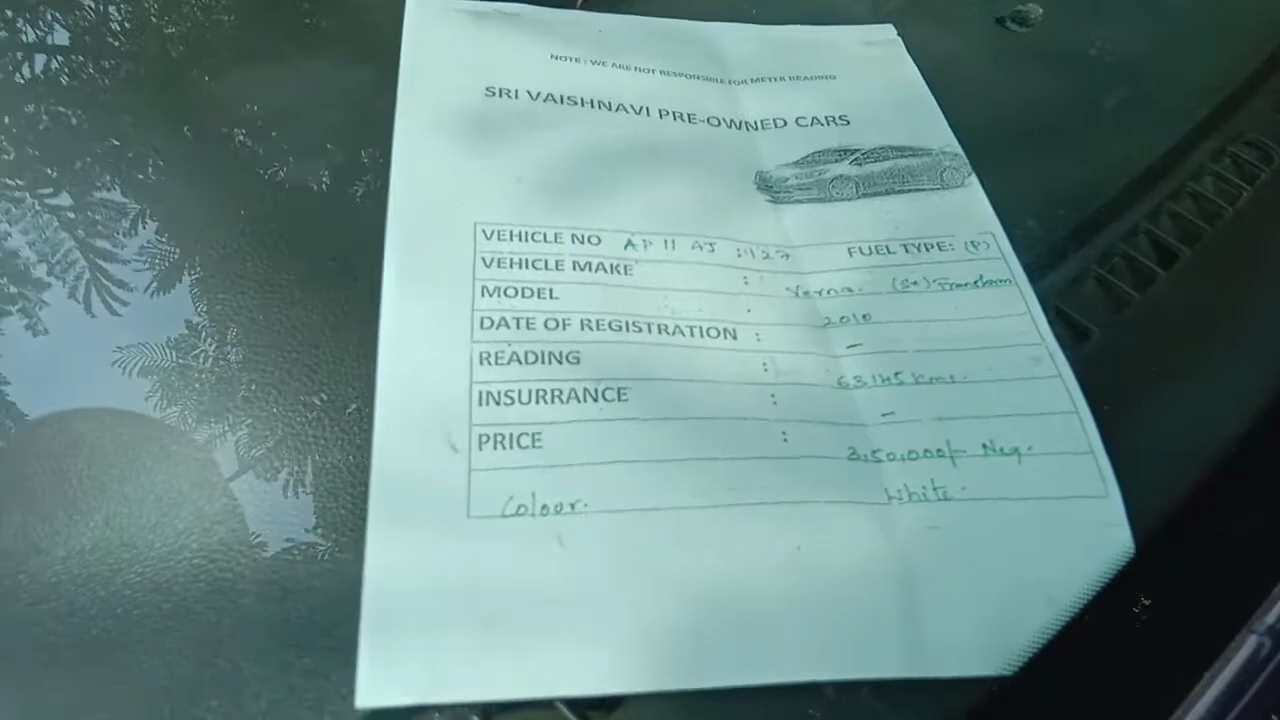 NOTE : WE ARE NOT RESPONSIBLE FOR METER READING
SRI VAISHNAVI PRE-OWNED CARS
VEHICLE NO AP 11 AJ FUEL TYPE: (P)
VEHICLE MAKE : Verna. Transform
MODEL : 2010
DATE OF REGISTRATION : —
READING : 63145 Kms.
INSURRANCE : —
PRICE : 3,50,000/- Neg.
Colour. White.